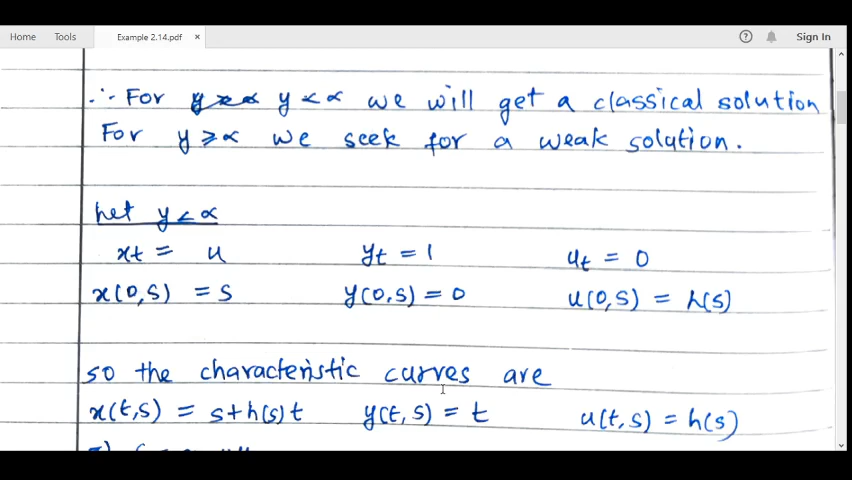 Home Tools Example 2.14.pdf × Sign In
∴ For y < α we will get a classical solution
For y ⩾ α we seek for a weak solution.
Let y < α
xt = u yt = 1 ut = 0
x(0,s) = s y(0,s) = 0 u(0,s) = h(s)
so the characteristic curves are
x(t,s) = s+h(s)t y(t,s) = t u(t,s) = h(s)